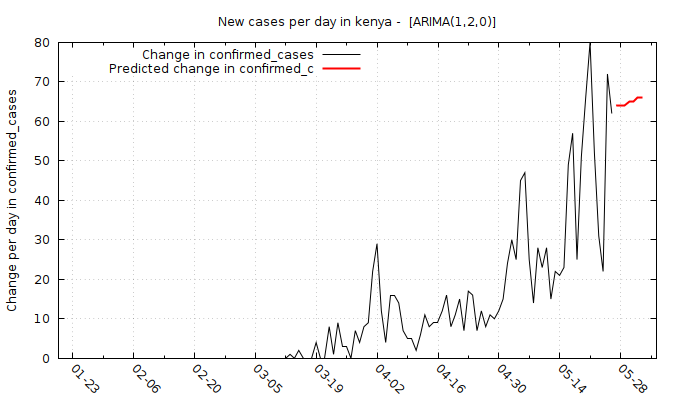 New cases per day in kenya -  [ARIMA(1,2,0)]
Change in confirmed_cases
Predicted change in confirmed_c
Change per day in confirmed_cases
80
70
60
50
40
30
20
10
0
01-23 02-06 02-20 03-05 03-19 04-02 04-16 04-30 05-14 05-28